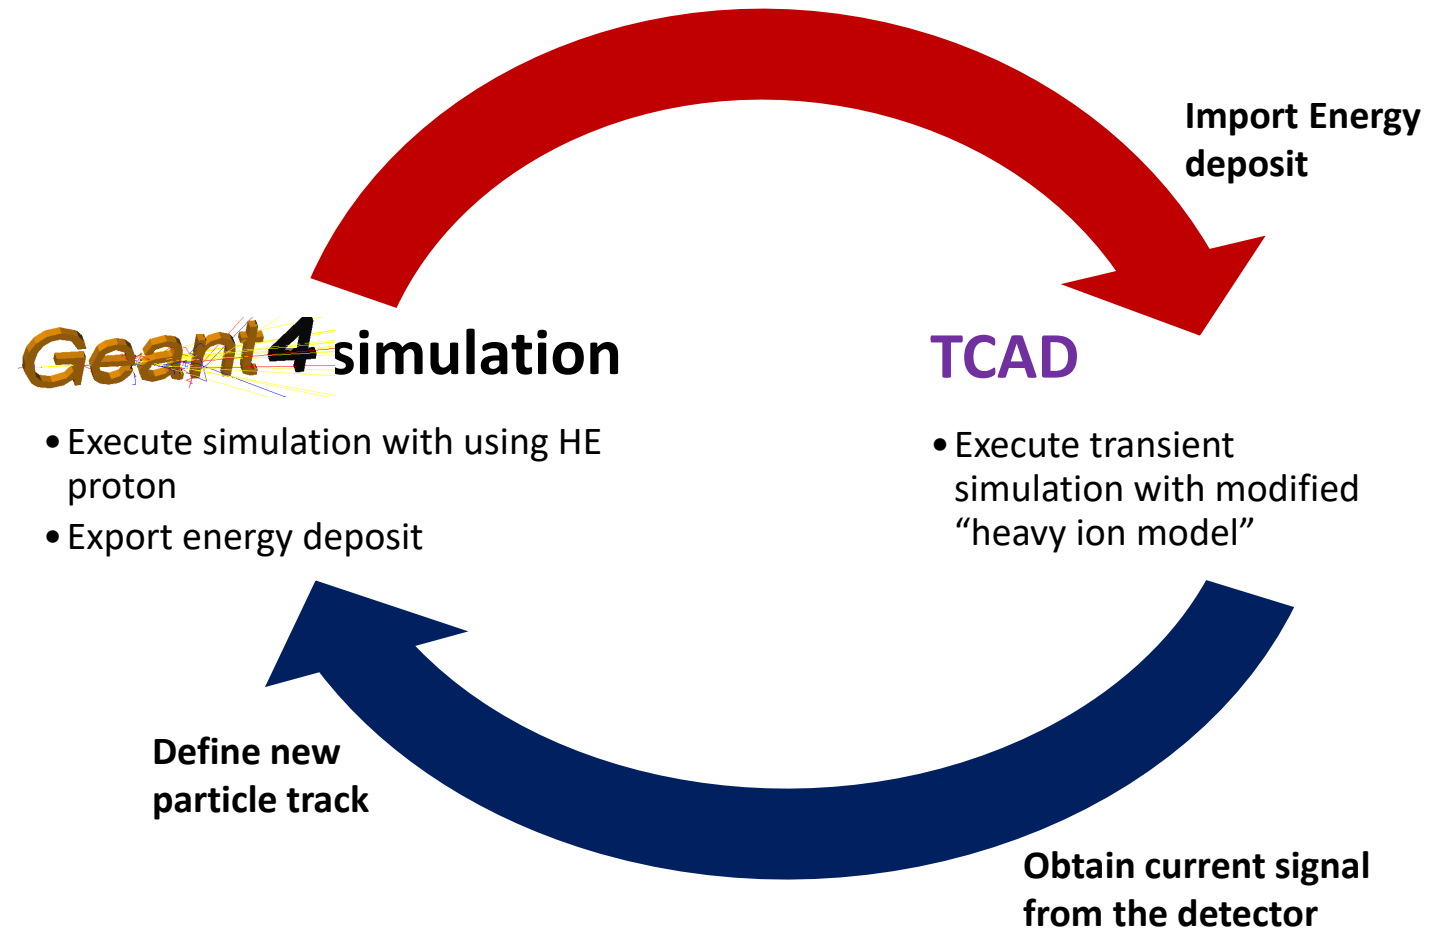 Import Energy
deposit
Geant4 simulation
• Execute simulation with using HE
proton
• Export energy deposit
TCAD
• Execute transient
simulation with modified
“heavy ion model”
Define new
particle track
Obtain current signal
from the detector